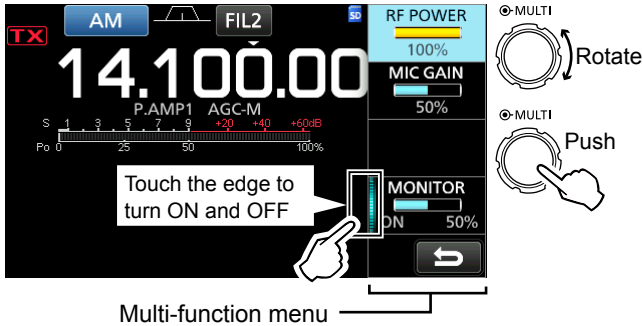 AM FIL2 SD RF POWER
TX
100%
14.100.00
MIC GAIN
50%
P.AMP1 AGC-M
S 1 3 5 7 9 +20 +40 +60dB
Po 0 25 50 100%
Touch the edge to
turn ON and OFF
MONITOR
ON 50%
Multi-function menu
MULTI
Rotate
MULTI
Push